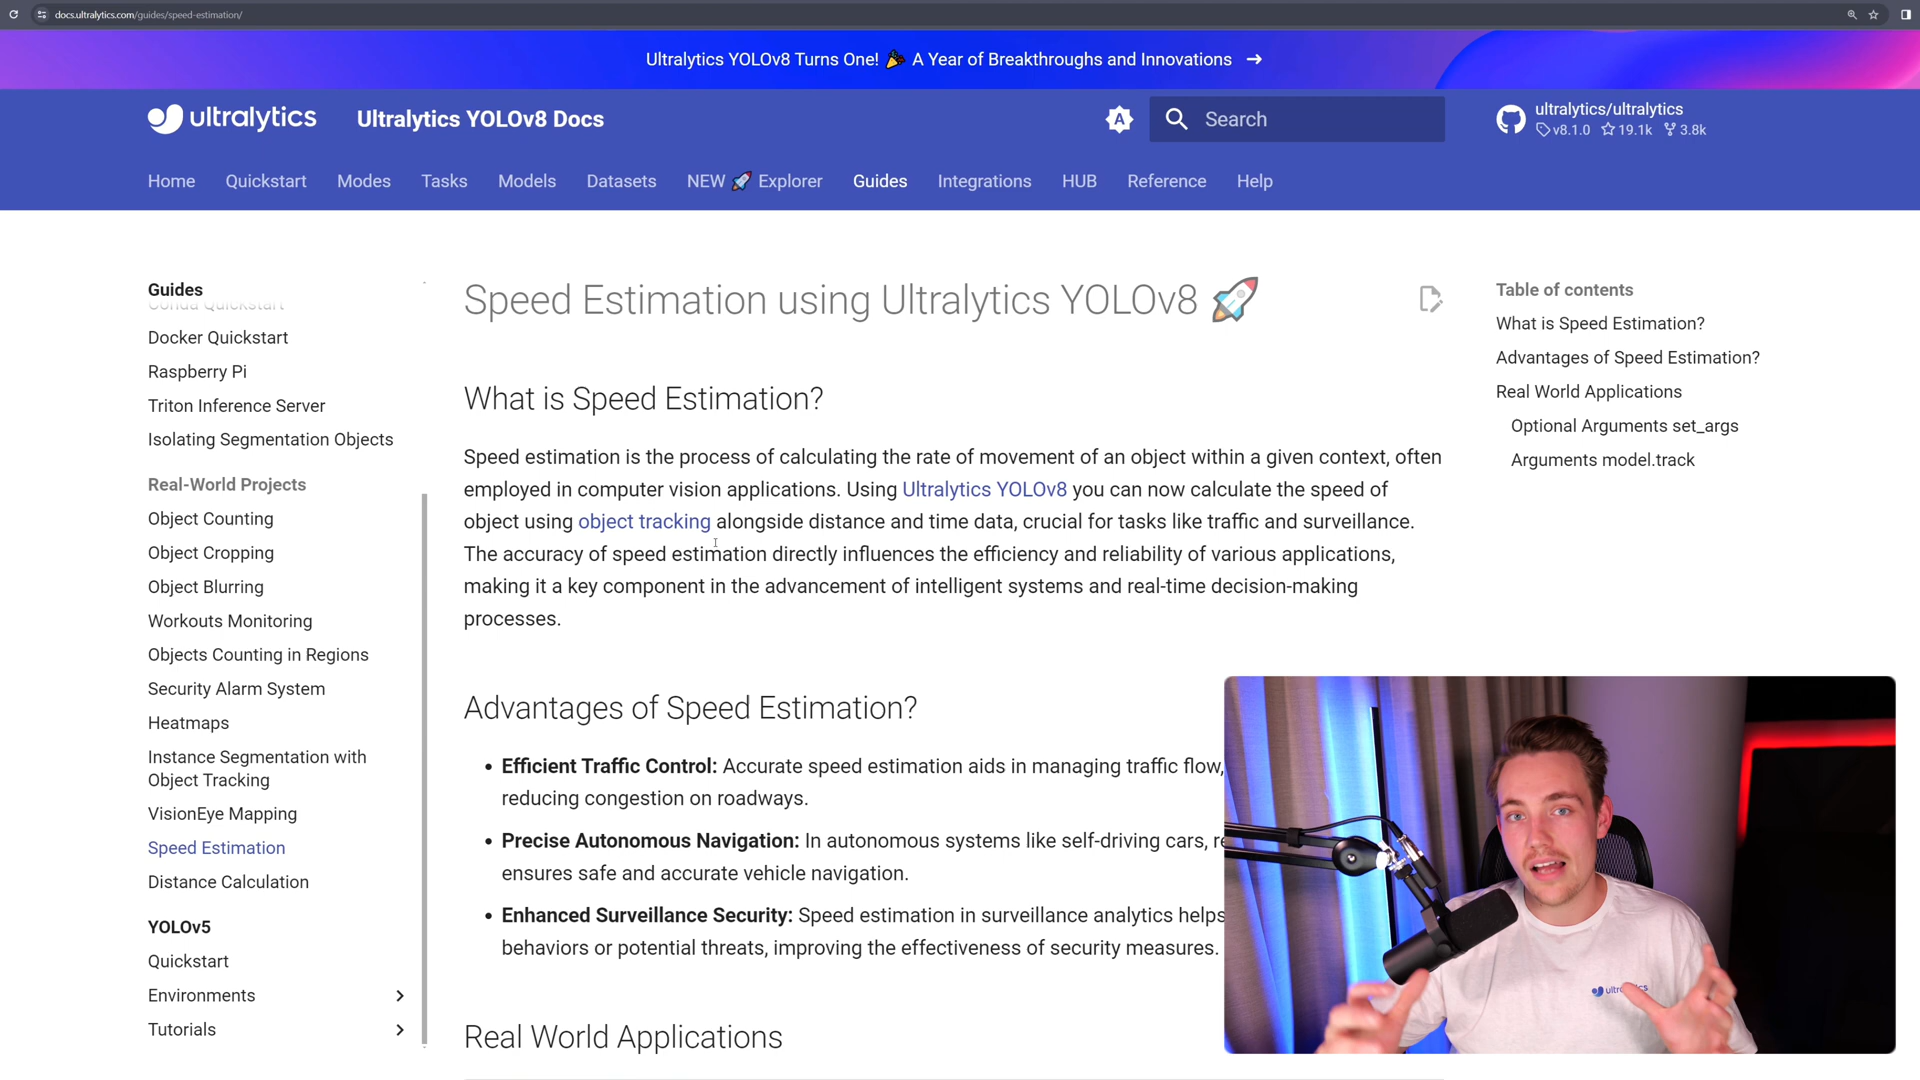 docs.ultralytics.com/guides/speed-estimation/
Ultralytics YOLOv8 Turns One! 🎉 A Year of Breakthroughs and Innovations →
ultralytics
Ultralytics YOLOv8 Docs
A
Search
ultralytics/ultralytics
v8.1.0 19.1k 3.8k
Home Quickstart Modes Tasks Models Datasets NEW 🚀 Explorer Guides Integrations HUB Reference Help
Guides
Conda Quickstart
Docker Quickstart
Raspberry Pi
Triton Inference Server
Isolating Segmentation Objects
Real-World Projects
Object Counting
Object Cropping
Object Blurring
Workouts Monitoring
Objects Counting in Regions
Security Alarm System
Heatmaps
Instance Segmentation with
Object Tracking
VisionEye Mapping
Speed Estimation
Distance Calculation
YOLOv5
Quickstart
Environments
Tutorials
Speed Estimation using Ultralytics YOLOv8 🚀
What is Speed Estimation?
Speed estimation is the process of calculating the rate of movement of an object within a given context, often
employed in computer vision applications. Using Ultralytics YOLOv8 you can now calculate the speed of
object using object tracking alongside distance and time data, crucial for tasks like traffic and surveillance.
The accuracy of speed estimation directly influences the efficiency and reliability of various applications,
making it a key component in the advancement of intelligent systems and real-time decision-making
processes.
Advantages of Speed Estimation?
• Efficient Traffic Control: Accurate speed estimation aids in managing traffic flow,
reducing congestion on roadways.
• Precise Autonomous Navigation: In autonomous systems like self-driving cars,
ensures safe and accurate vehicle navigation.
• Enhanced Surveillance Security: Speed estimation in surveillance analytics helps
behaviors or potential threats, improving the effectiveness of security measures.
Real World Applications
Table of contents
What is Speed Estimation?
Advantages of Speed Estimation?
Real World Applications
Optional Arguments set_args
Arguments model.track